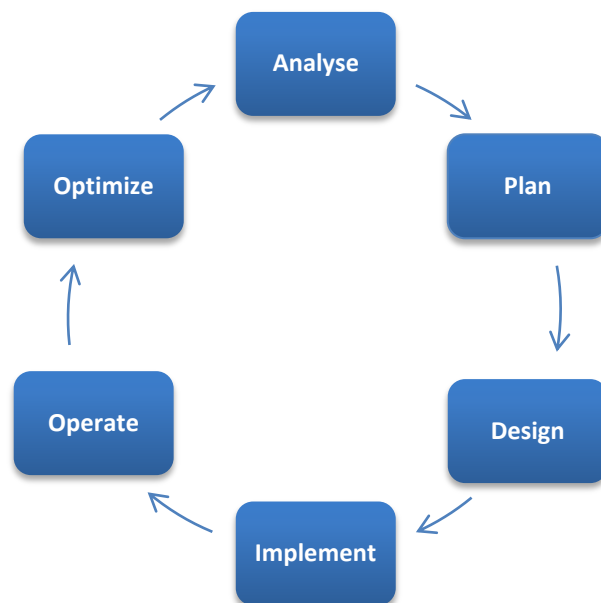 Analyse
Plan
Design
Implement
Operate
Optimize